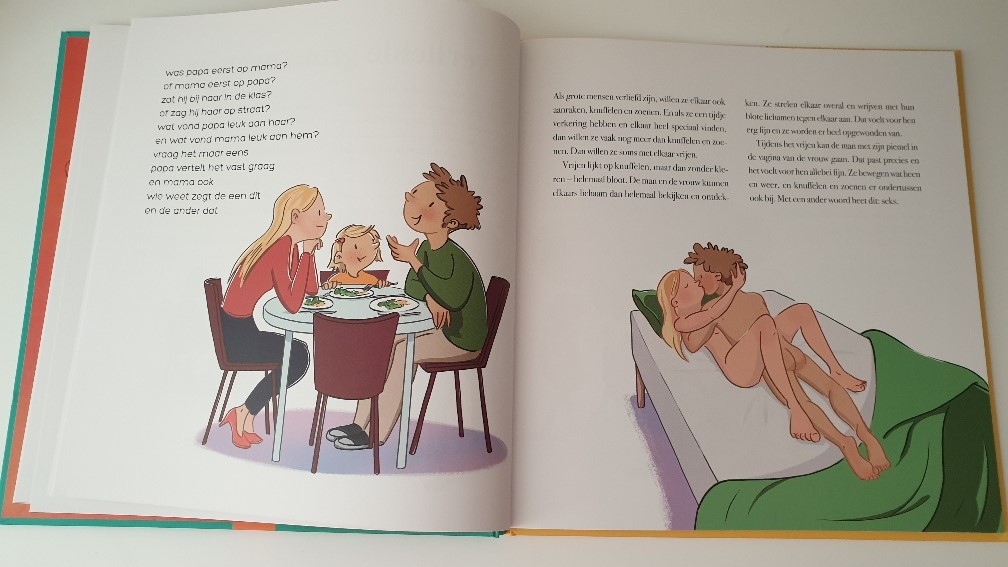 was papa eerst op mama?
of mama eerst op papa?
zat hij bij haar in de klas?
of zag hij haar op straat?
wat vond papa leuk aan haar?
en wat vond mama leuk aan hem?
vraag het maar eens
papa vertelt het vast graag
en mama ook
wie weet zegt de een dit
en de ander dat
Als grote mensen verliefd zijn, willen ze elkaar ook
aanraken, knuffelen en zoenen. En als ze een tijdje
verkering hebben en elkaar heel speciaal vinden,
dan willen ze vaak nog meer dan knuffelen en zoe-
nen. Dan willen ze soms met elkaar vrijen.
Vrijen lijkt op knuffelen, maar dan zonder kle-
ren – helemaal bloot. De man en de vrouw kunnen
elkaars lichaam dan helemaal bekijken en ontdek-
ken. Ze strelen elkaar overal en wrijven met hun
blote lichamen tegen elkaar aan. Dat voelt voor hen
erg fijn en ze worden er heel opgewonden van.
Tijdens het vrijen kan de man met zijn piemel in
de vagina van de vrouw gaan. Dat past precies en
het voelt voor hen allebei fijn. Ze bewegen wat heen
en weer, en knuffelen en zoenen er ondertussen
ook bij. Met een ander woord heet dit: seks.